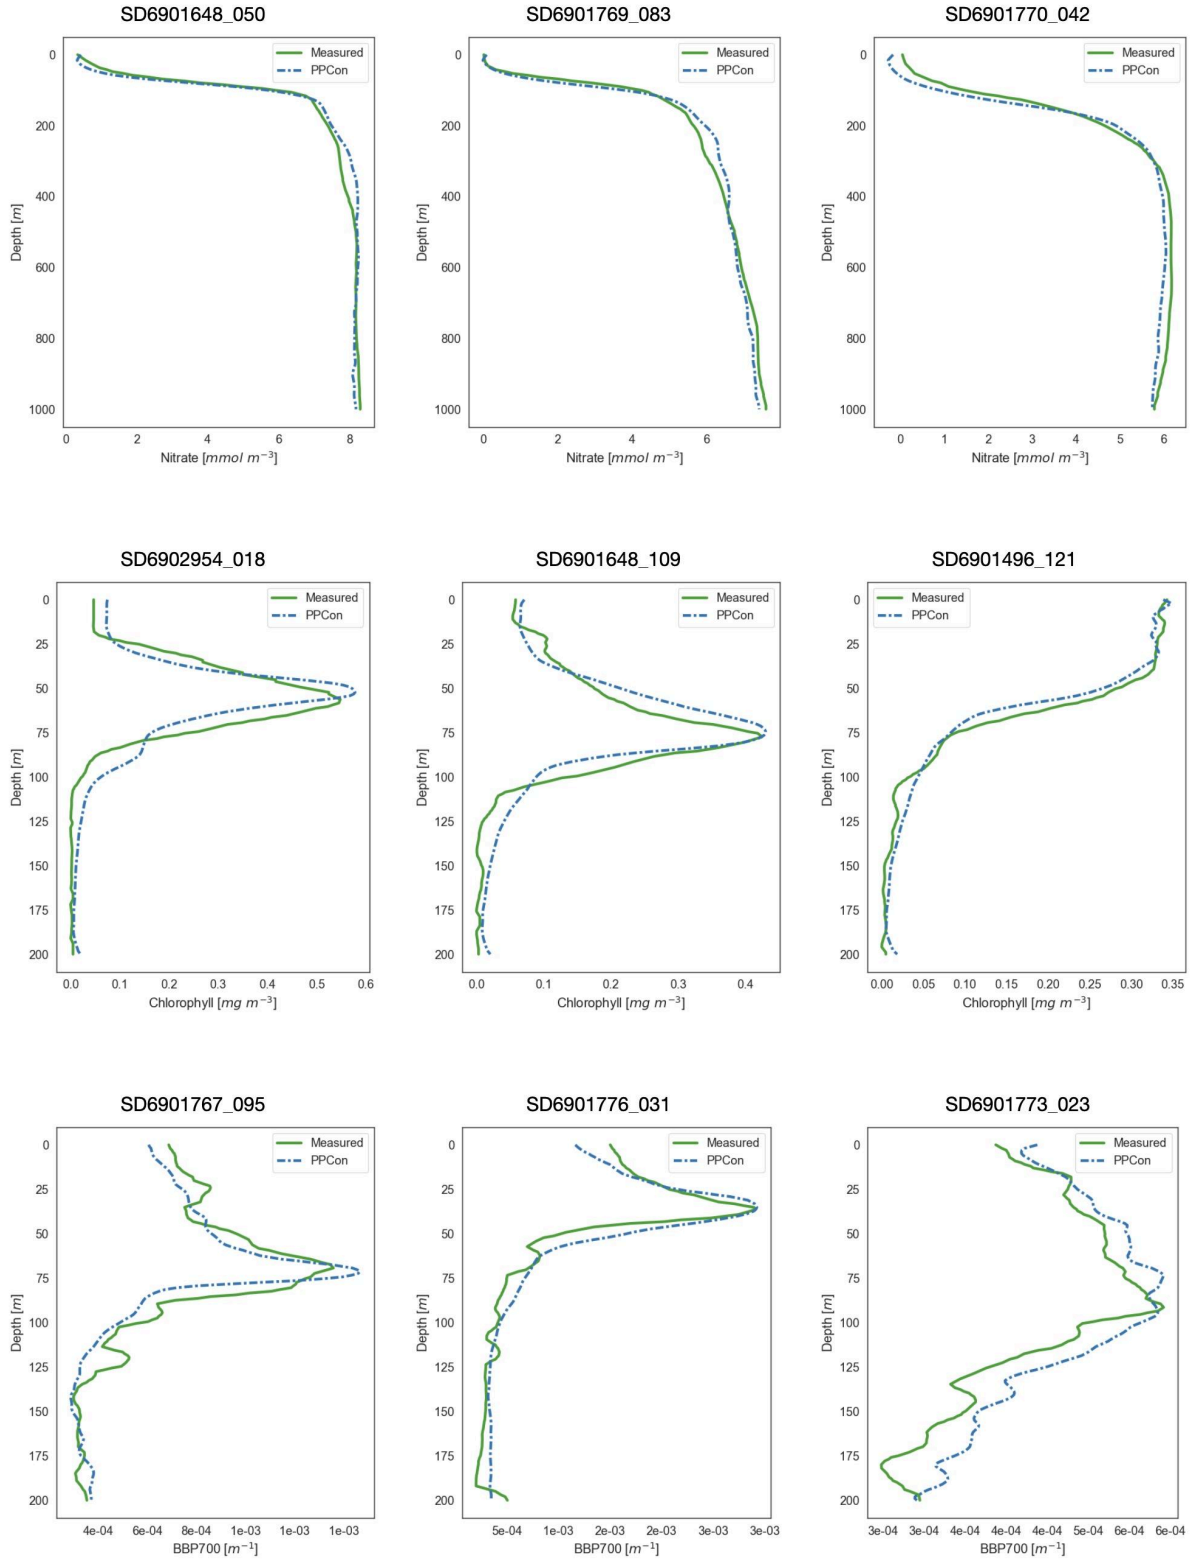 SD6901648_050
SD6901769_083
SD6901770_042
Measured
PPCon
0
200
400
600
800
1000
Depth [m]
0 2 4 6 8
Nitrate [mmol m⁻³]
Measured
PPCon
0
200
400
600
800
1000
Depth [m]
0 2 4 6
Nitrate [mmol m⁻³]
Measured
PPCon
0
200
400
600
800
1000
Depth [m]
0 1 2 3 4 5 6
Nitrate [mmol m⁻³]
SD6902954_018
SD6901648_109
SD6901496_121
Measured
PPCon
0
25
50
75
100
125
150
175
200
Depth [m]
0.0 0.1 0.2 0.3 0.4 0.5 0.6
Chlorophyll [mg m⁻³]
Measured
PPCon
0
25
50
75
100
125
150
175
200
Depth [m]
0.0 0.1 0.2 0.3 0.4
Chlorophyll [mg m⁻³]
Measured
PPCon
0
25
50
75
100
125
150
175
200
Depth [m]
0.00 0.05 0.10 0.15 0.20 0.25 0.30 0.35
Chlorophyll [mg m⁻³]
SD6901767_095
SD6901776_031
SD6901773_023
Measured
PPCon
0
25
50
75
100
125
150
175
200
Depth [m]
4e-04 6e-04 8e-04 1e-03 1e-03 1e-03
BBP700 [m⁻¹]
Measured
PPCon
0
25
50
75
100
125
150
175
200
Depth [m]
5e-04 1e-03 2e-03 2e-03 3e-03 3e-03
BBP700 [m⁻¹]
Measured
PPCon
0
25
50
75
100
125
150
175
200
Depth [m]
3e-04 3e-04 4e-04 4e-04 4e-04 5e-04 6e-04 6e-04
BBP700 [m⁻¹]